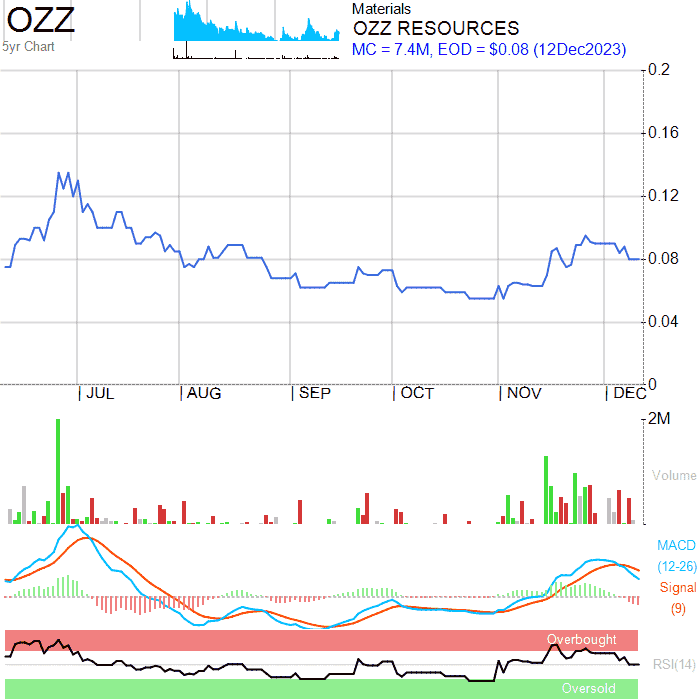 OZZ
5yr Chart
Materials
OZZ RESOURCES
MC = 7.4M, EOD = $0.08 (12Dec2023)
0.2
0.16
0.12
0.08
0.04
0
JUL AUG SEP OCT NOV DEC
2M
Volume
MACD
(12-26)
Signal
(9)
Overbought
RSI(14)
Oversold